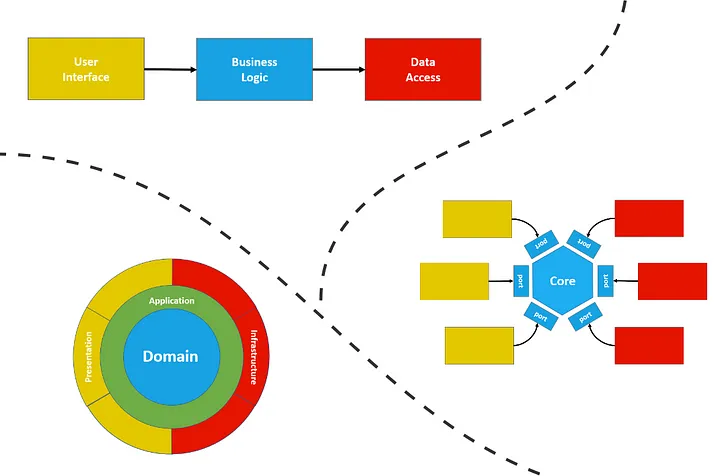 User
Interface
Business
Logic
Data
Access
port
port
port
Core
port
port
port
Application
Presentation
Domain
Infrastructure